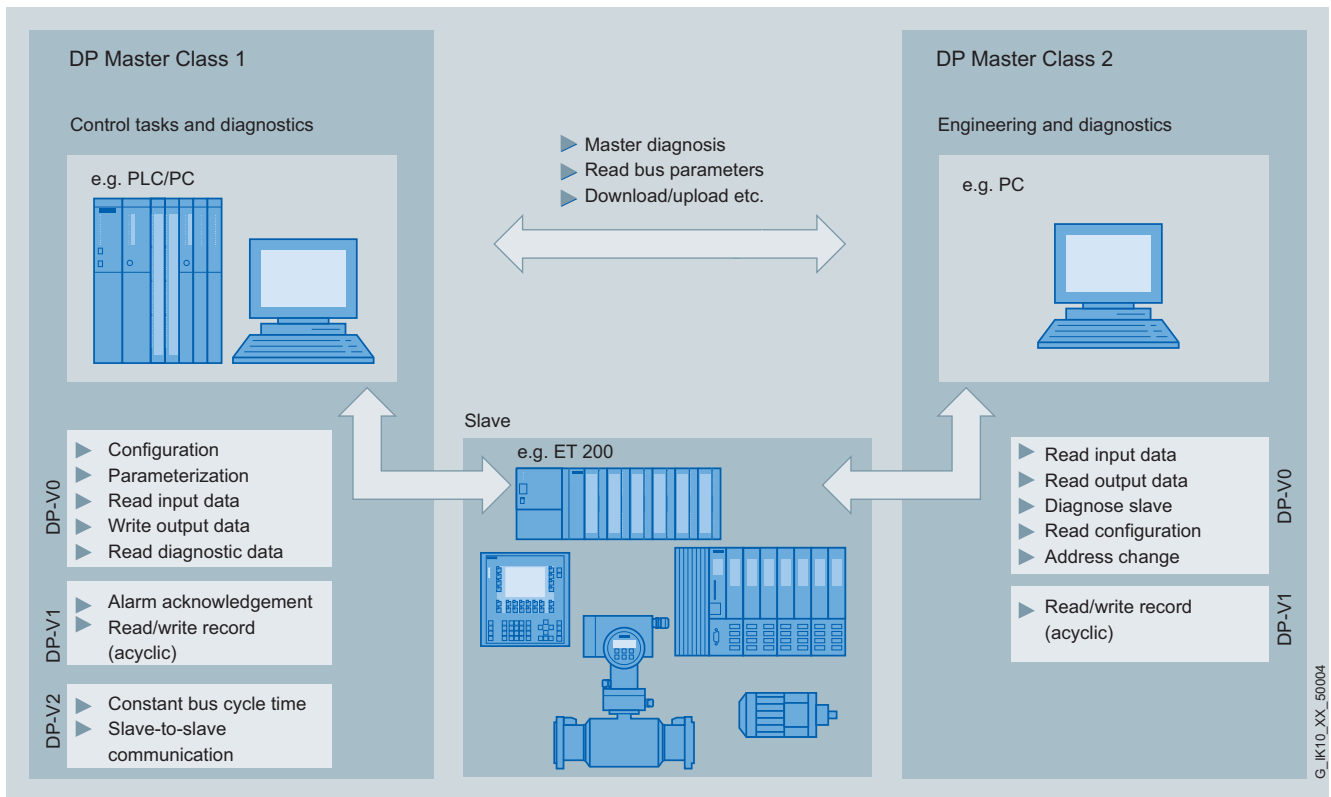 DP Master Class 1
Control tasks and diagnostics
e.g. PLC/PC
DP-V0
Configuration
Parameterization
Read input data
Write output data
Read diagnostic data
DP-V1
Alarm acknowledgement
Read/write record
(acyclic)
DP-V2
Constant bus cycle time
Slave-to-slave
communication
Master diagnosis
Read bus parameters
Download/upload etc.
Slave
e.g. ET 200
DP Master Class 2
Engineering and diagnostics
e.g. PC
Read input data
Read output data
Diagnose slave
Read configuration
Address change
DP-V0
Read/write record
(acyclic)
DP-V1
G_IK10_XX_50004